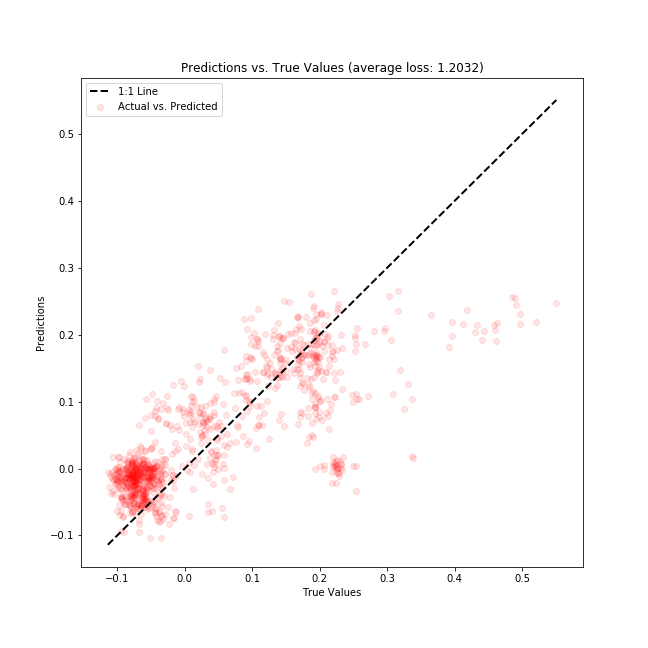 Predictions vs. True Values (average loss: 1.2032)
1:1 Line
Actual vs. Predicted
0.5
0.4
0.3
0.2
0.1
0.0
−0.1
Predictions
−0.1 0.0 0.1 0.2 0.3 0.4 0.5
True Values